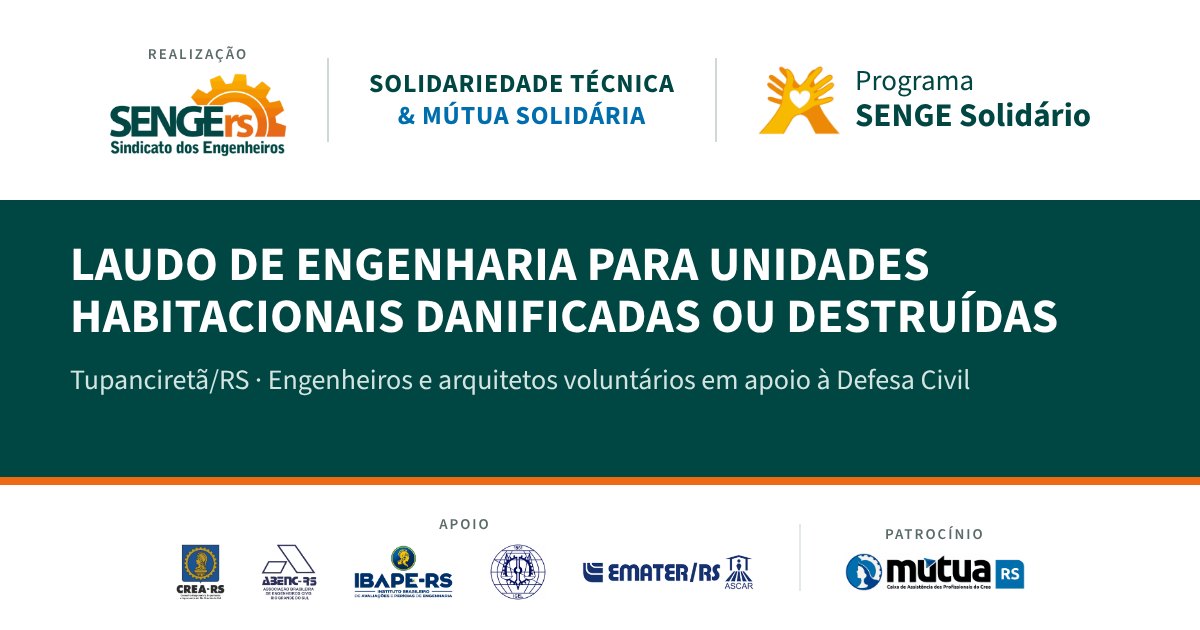 REALIZAÇÃO
SENGErs
Sindicato dos Engenheiros
SOLIDARIEDADE TÉCNICA
& MÚTUA SOLIDÁRIA
Programa
SENGE Solidário
LAUDO DE ENGENHARIA PARA UNIDADES
HABITACIONAIS DANIFICADAS OU DESTRUÍDAS
Tupanciretã/RS · Engenheiros e arquitetos voluntários em apoio à Defesa Civil
APOIO
CREA-RS
ABENC-RS
ASSOCIAÇÃO BRASILEIRA
DE ENGENHEIROS CIVIS
RIO GRANDE DO SUL
IBAPE-RS
INSTITUTO BRASILEIRO
DE AVALIAÇÕES E PERÍCIAS DE ENGENHARIA
EMATER/RS
ASCAR
PATROCÍNIO
mútua RS
Caixa de Assistência dos Profissionais do Crea